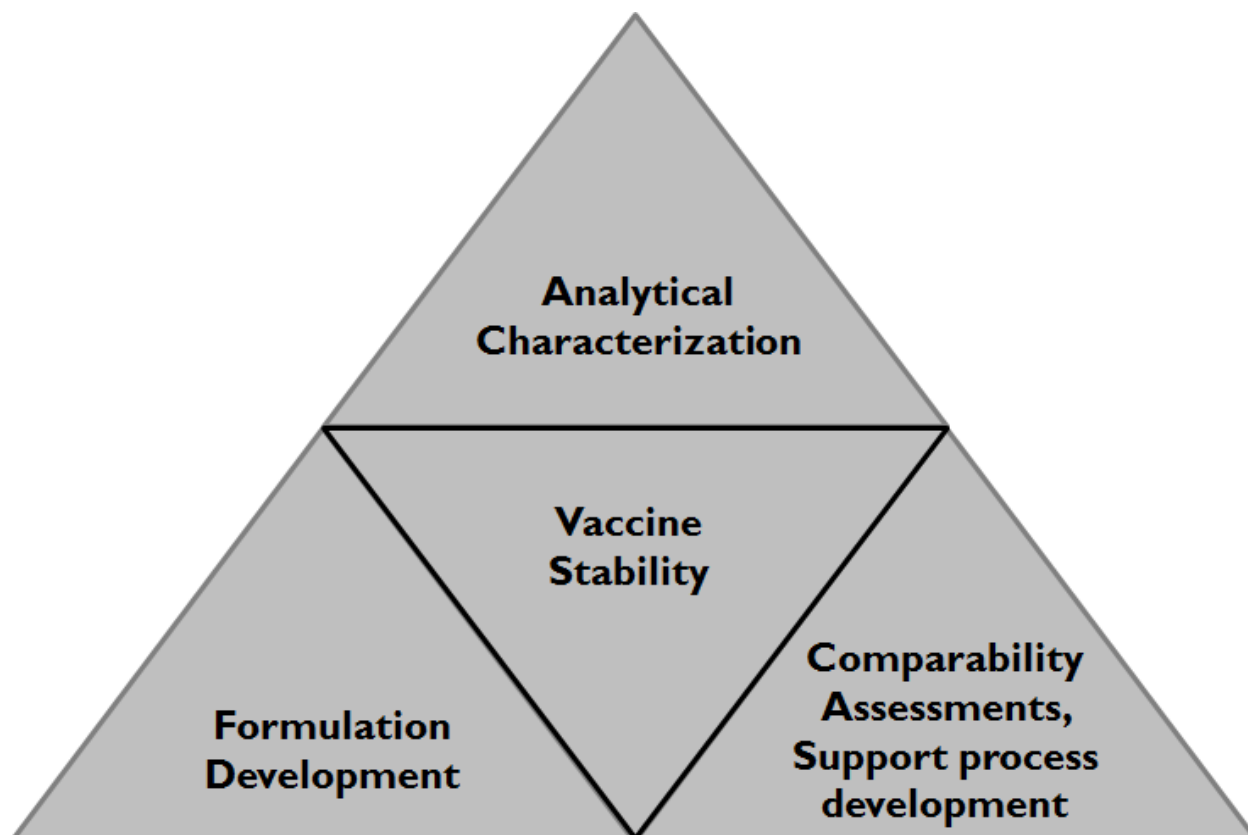 Analytical
Characterization
Vaccine
Stability
Formulation
Development
Comparability
Assessments,
Support process
development